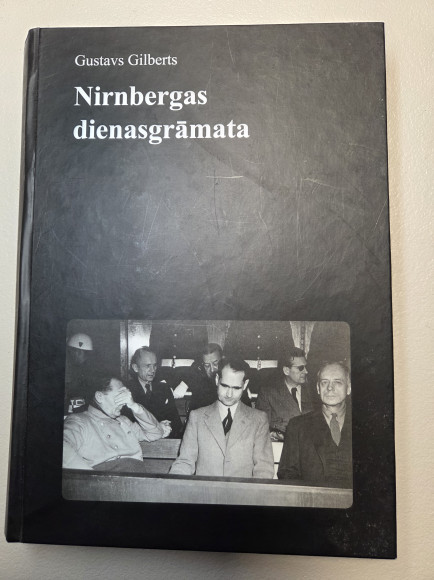 Gustavs Gilberts
Nirnbergas
dienasgrāmata